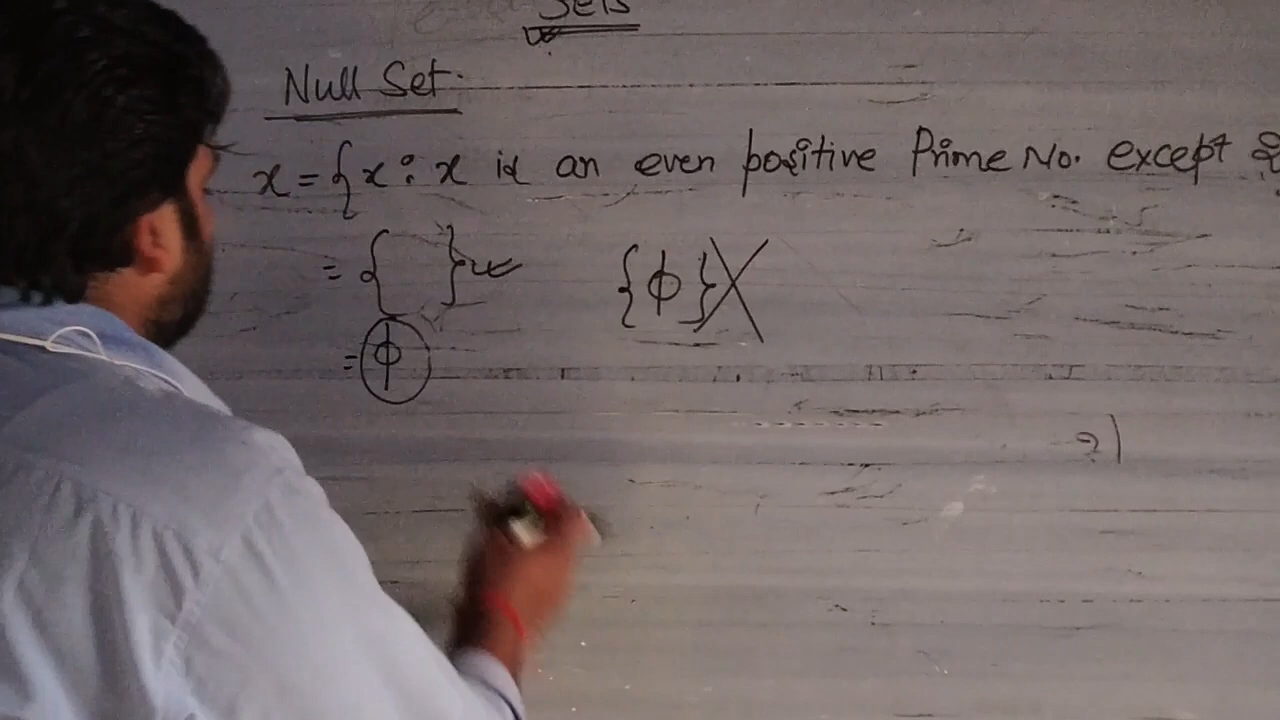 Sets
Null Set.
x = {x : x is an even positive Prime No. except
= { }
{ϕ}
= ϕ